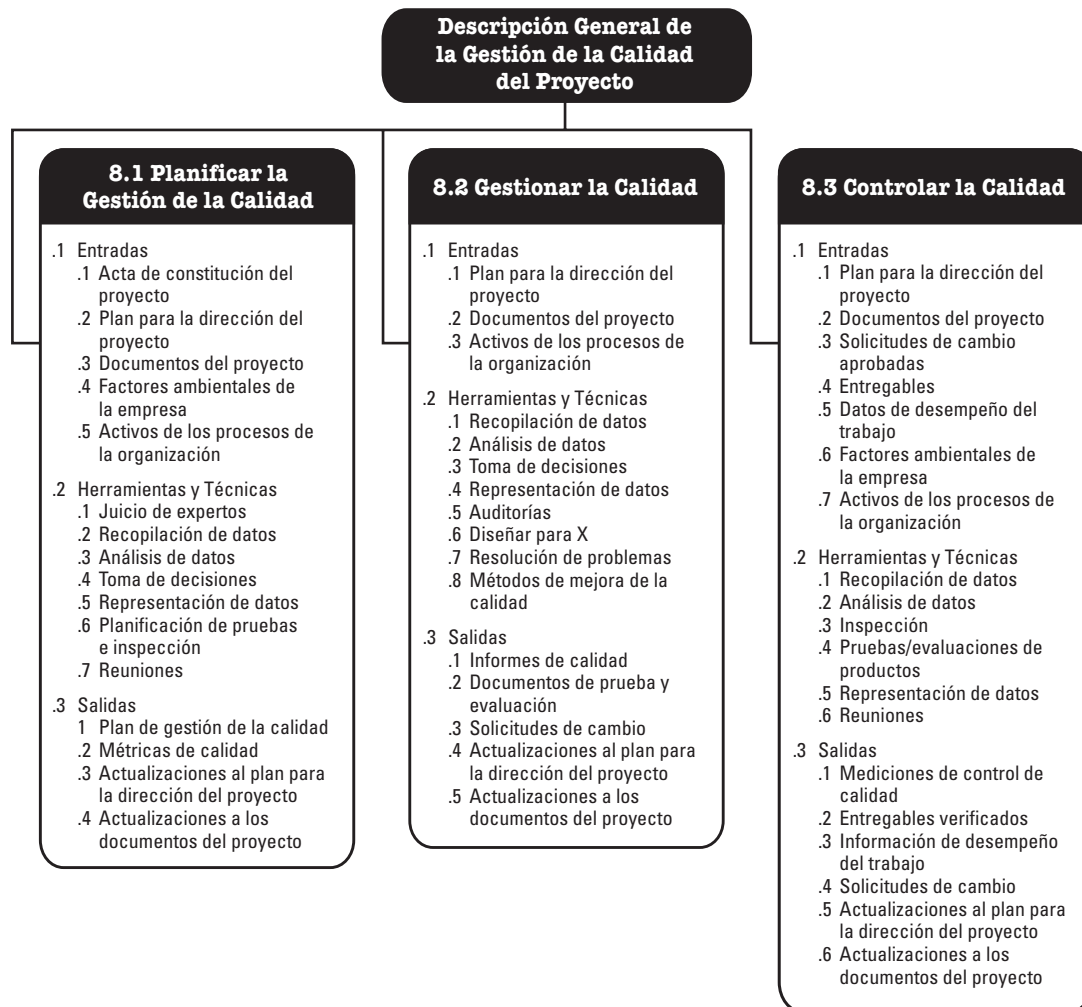 Descripción General de
la Gestión de la Calidad
del Proyecto
8.1 Planificar la
Gestión de la Calidad
.1 Entradas
.1 Acta de constitución del
proyecto
.2 Plan para la dirección del
proyecto
.3 Documentos del proyecto
.4 Factores ambientales de
la empresa
.5 Activos de los procesos de
la organización
.2 Herramientas y Técnicas
.1 Juicio de expertos
.2 Recopilación de datos
.3 Análisis de datos
.4 Toma de decisiones
.5 Representación de datos
.6 Planificación de pruebas
e inspección
.7 Reuniones
.3 Salidas
1 Plan de gestión de la calidad
.2 Métricas de calidad
.3 Actualizaciones al plan para
la dirección del proyecto
.4 Actualizaciones a los
documentos del proyecto
8.2 Gestionar la Calidad
.1 Entradas
.1 Plan para la dirección del
proyecto
.2 Documentos del proyecto
.3 Activos de los procesos de
la organización
.2 Herramientas y Técnicas
.1 Recopilación de datos
.2 Análisis de datos
.3 Toma de decisiones
.4 Representación de datos
.5 Auditorías
.6 Diseñar para X
.7 Resolución de problemas
.8 Métodos de mejora de la
calidad
.3 Salidas
.1 Informes de calidad
.2 Documentos de prueba y
evaluación
.3 Solicitudes de cambio
.4 Actualizaciones al plan para
la dirección del proyecto
.5 Actualizaciones a los
documentos del proyecto
8.3 Controlar la Calidad
.1 Entradas
.1 Plan para la dirección del
proyecto
.2 Documentos del proyecto
.3 Solicitudes de cambio
aprobadas
.4 Entregables
.5 Datos de desempeño del
trabajo
.6 Factores ambientales de
la empresa
.7 Activos de los procesos de
la organización
.2 Herramientas y Técnicas
.1 Recopilación de datos
.2 Análisis de datos
.3 Inspección
.4 Pruebas/evaluaciones de
productos
.5 Representación de datos
.6 Reuniones
.3 Salidas
.1 Mediciones de control de
calidad
.2 Entregables verificados
.3 Información de desempeño
del trabajo
.4 Solicitudes de cambio
.5 Actualizaciones al plan para
la dirección del proyecto
.6 Actualizaciones a los
documentos del proyecto